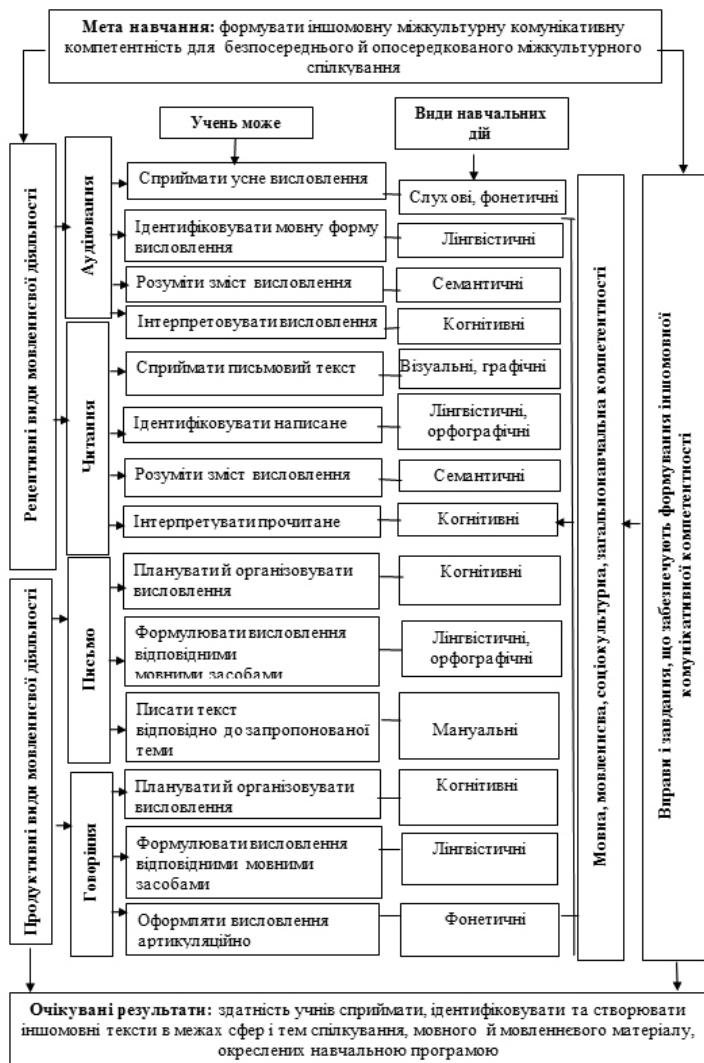 Мета навчання: формувати іншомовну міжкультурну комунікативну
компетентність для безпосереднього й опосередкованого міжкультурного
спілкування
Учень може
Види навчальних
дій
Рецептивні види мовленнєвої діяльності
Аудіювання
Сприймати усне висловлення
Слухові, фонетичні
Ідентифіковувати мовну форму
висловлення
Лінгвістичні
Розуміти зміст висловлення
Семантичні
Інтерпретовувати висловлення
Когнітивні
Читання
Сприймати письмовий текст
Візуальні, графічні
Ідентифіковувати написане
Лінгвістичні,
орфографічні
Розуміти зміст висловлення
Семантичні
Інтерпретувати прочитане
Когнітивні
Продуктивні види мовленнєвої діяльності
Письмо
Планувати й організовувати
висловлення
Когнітивні
Формулювати висловлення
відповідними
мовними засобами
Лінгвістичні,
орфографічні
Писати текст
відповідно до запропонованої
теми
Мануальні
Говоріння
Планувати й організовувати
висловлення
Когнітивні
Формулювати висловлення
відповідними мовними
засобами
Лінгвістичні
Оформляти висловлення
артикуляційно
Фонетичні
Мовна, мовленнєва, соціокультурна, загальнонавчальна компетентності
Вправи і завдання, що забезпечують формування іншомовної
комунікативної компетентності
Очікувані результати: здатність учнів сприймати, ідентифіковувати та створювати
іншомовні тексти в межах сфер і тем спілкування, мовного й мовленнєвого матеріалу,
окреслених навчальною програмою